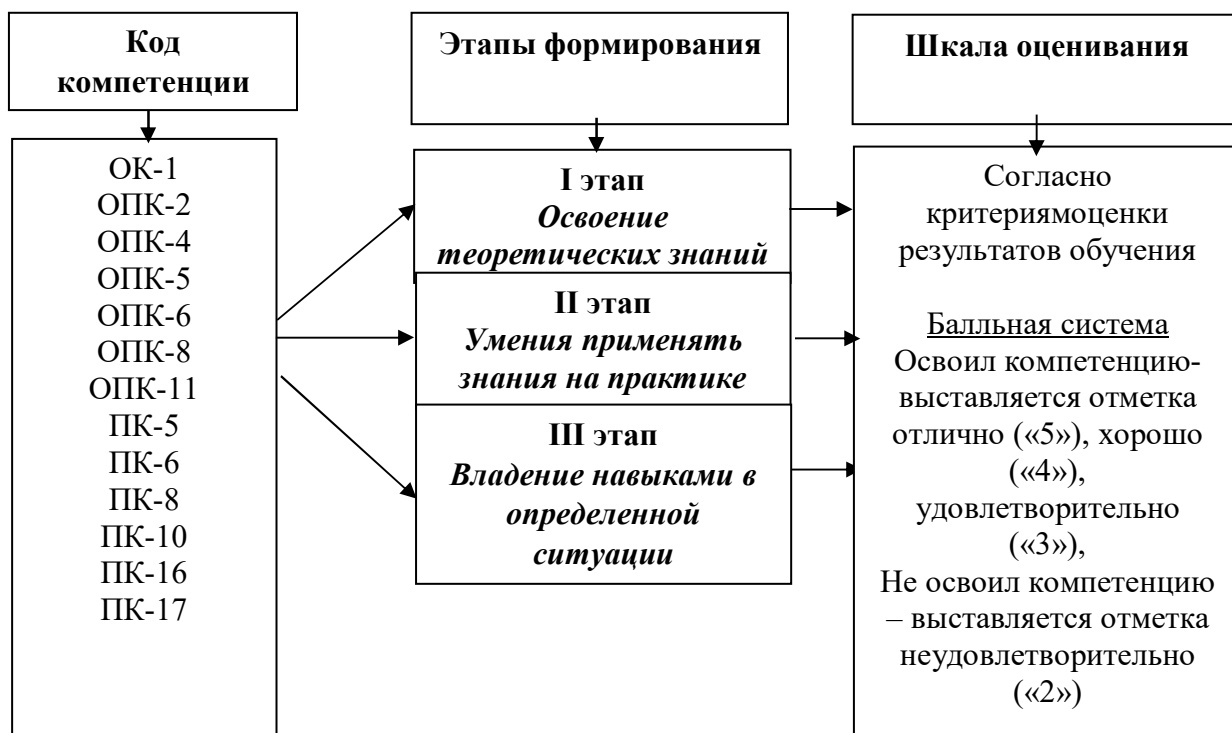 Код
компетенции
Этапы формирования
Шкала оценивания
ОК-1
ОПК-2
ОПК-4
ОПК-5
ОПК-6
ОПК-8
ОПК-11
ПК-5
ПК-6
ПК-8
ПК-10
ПК-16
ПК-17
I этап
Освоение
теоретических знаний
II этап
Умения применять
знания на практике
III этап
Владение навыками в
определенной
ситуации
Согласно
критериямоценки
результатов обучения
Балльная система
Освоил компетенцию-
выставляется отметка
отлично («5»), хорошо
(«4»),
удовлетворительно
(«3»),
Не освоил компетенцию
– выставляется отметка
неудовлетворительно
(«2»)